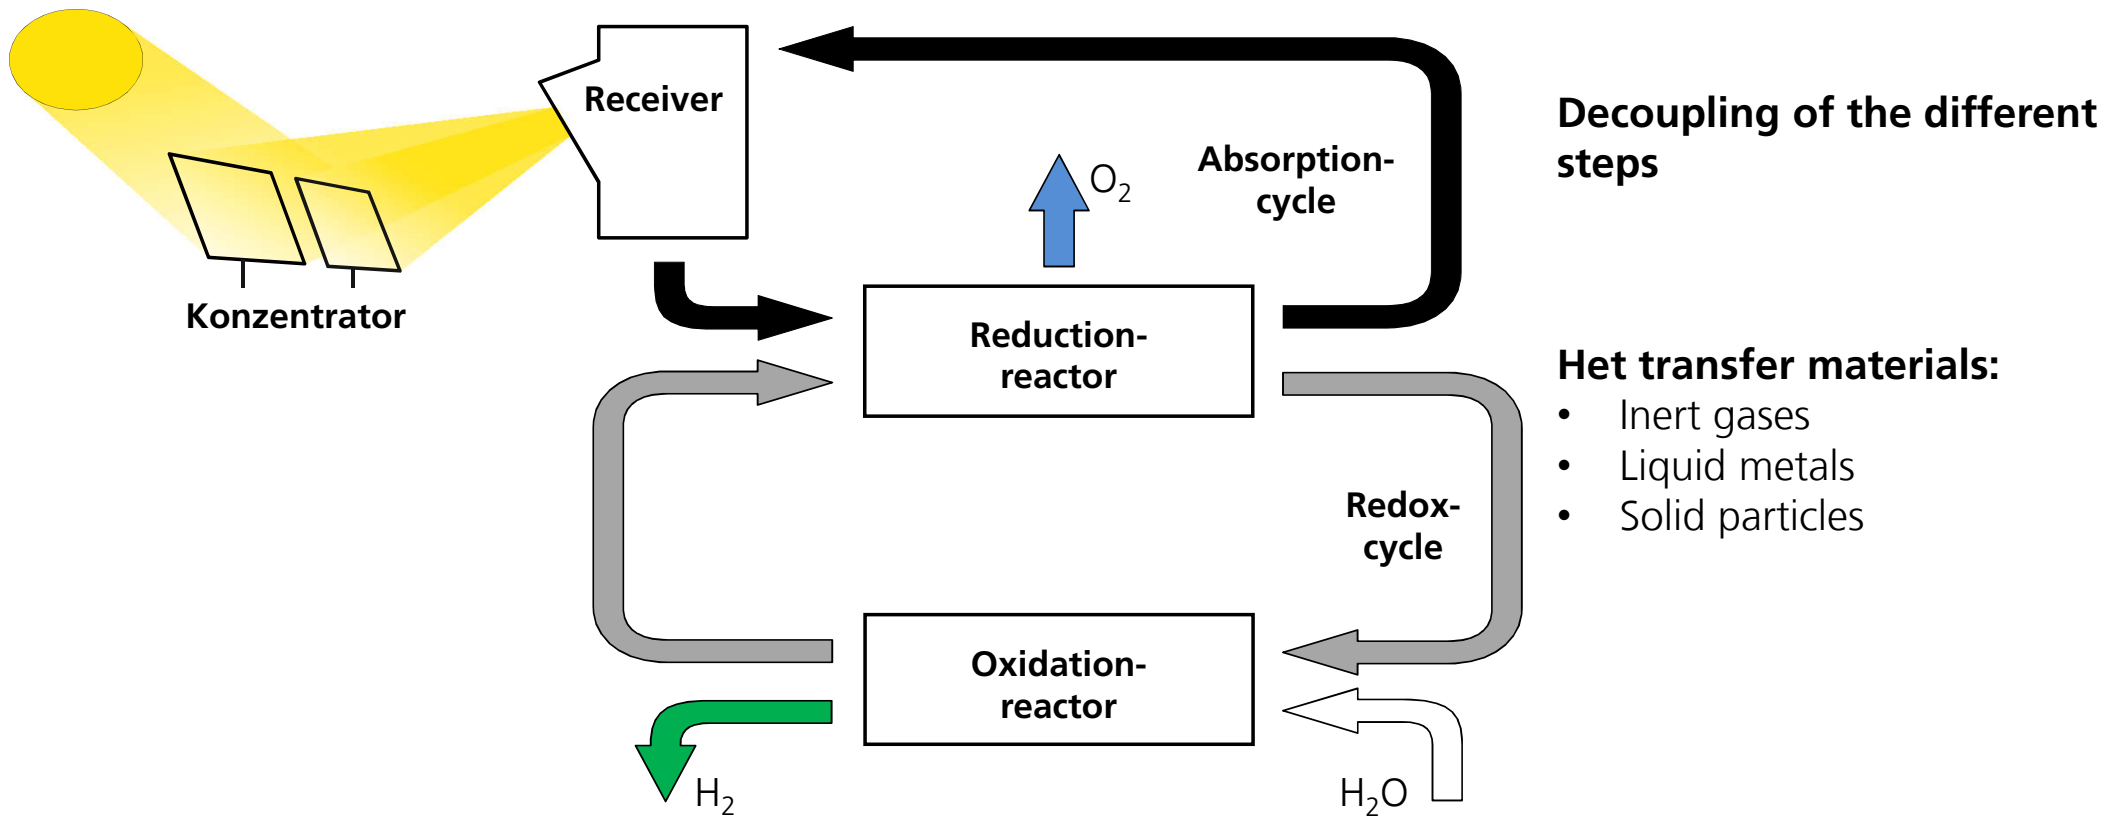 Receiver
Konzentrator
O₂
Absorption-
cycle
Reduction-
reactor
Redox-
cycle
Oxidation-
reactor
H₂
H₂O
Decoupling of the different
steps
Het transfer materials:
• Inert gases
• Liquid metals
• Solid particles